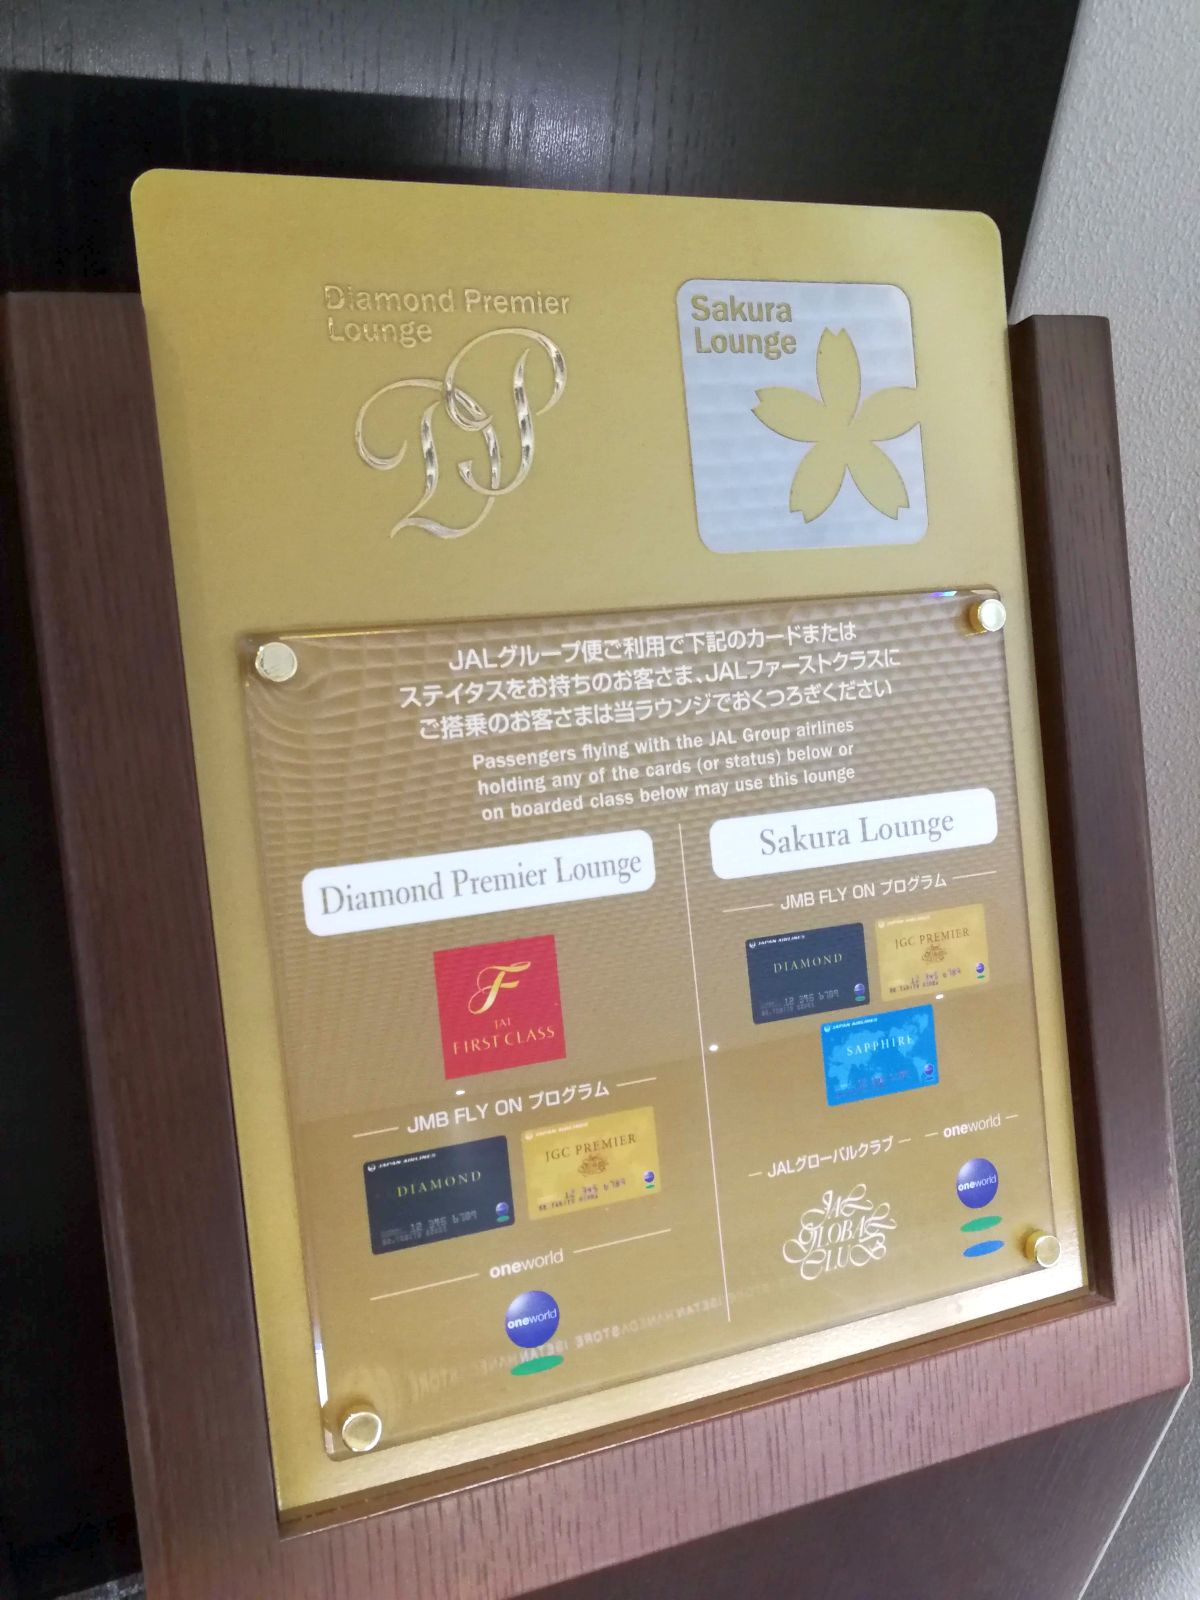 Diamond Premier
Lounge
Sakura
Lounge
JALグループ便ご利用で下記のカードまたは
ステイタスをお持ちのお客さま、JALファーストクラスに
ご搭乗のお客さまは当ラウンジでおくつろぎください
Passengers flying with the JAL Group airlines
holding any of the cards (or status) below or
on boarded class below may use this lounge
Diamond Premier Lounge
F
JAL
FIRST CLASS
JMB FLY ON プログラム
JAPAN AIRLINES
DIAMOND
JGC PREMIER
oneworld
oneworld
Sakura Lounge
JMB FLY ON プログラム
JAPAN AIRLINES
DIAMOND
JGC PREMIER
JAPAN AIRLINES
SAPPHIRE
JALグローバルクラブ
JAL
GLOBAL
CLUB
oneworld
oneworld